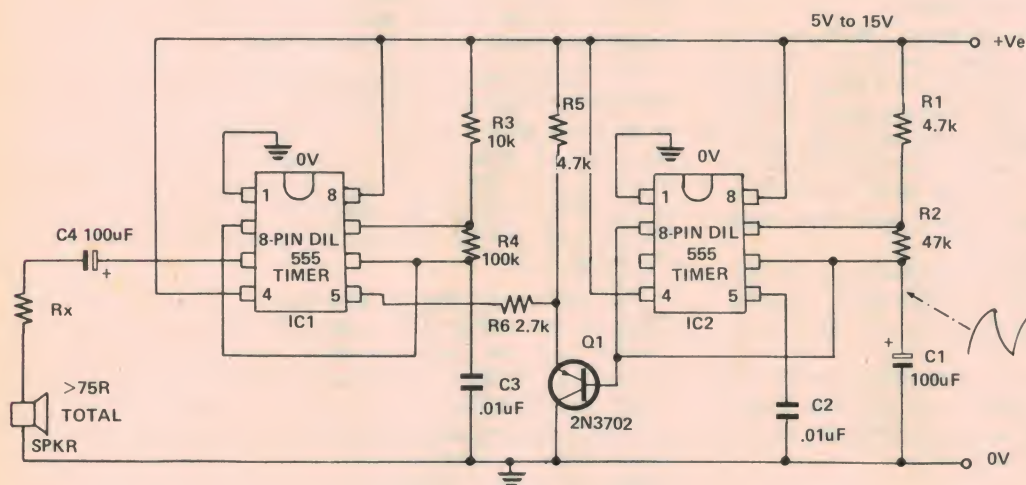 5V to 15V
+Ve
R1
4.7k
R2
47k
C1
100uF
+
0V
R5
4.7k
R3
10k
R4
100k
R6 2.7k
Q1
2N3702
C3
.01uF
C2
.01uF
0V
1
8
8-PIN DIL
555
TIMER
4
5
IC1
0V
1
8
8-PIN DIL
555
TIMER
4
5
IC2
C4 100uF
+
Rx
>75R
TOTAL
SPKR